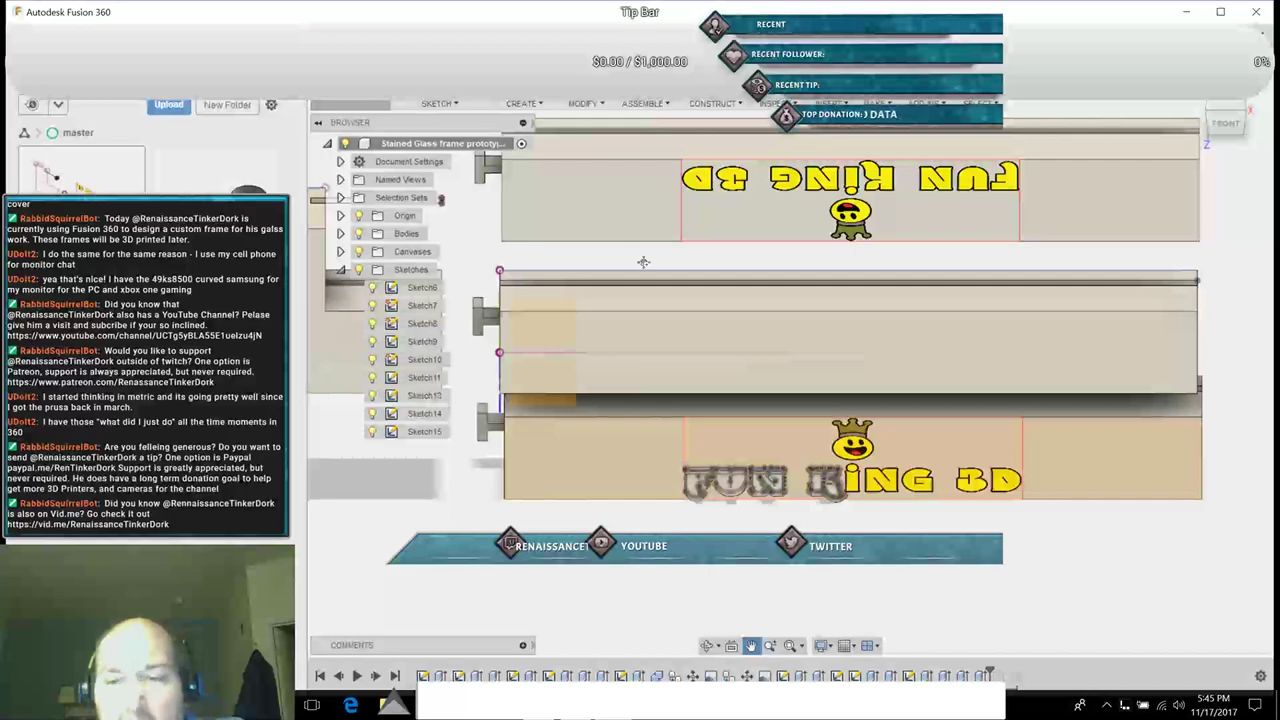 Autodesk Fusion 360
Tip Bar
RECENT
$0.00 / $1,000.00
RECENT FOLLOWER:
0%
RECENT TIP:
Upload
New Folder
SKETCH
CREATE
MODIFY
ASSEMBLE
CONSTRUCT
TOP DONATION:
DATA
BROWSER
FRONT
Z
master
Stained Glass frame prototyp...
Document Settings
Named Views
Selection Sets
Origin
Bodies
Canvases
Sketches
Sketch6
Sketch7
Sketch8
Sketch9
Sketch10
Sketch11
Sketch13
Sketch14
Sketch15
FUN KiNG 3D
FUN KiNG 3D
cover
RabbidSquirrelBot: Today @RenaissanceTinkerDork is
currently using Fusion 360 to design a custom frame for his galss
work. These frames will be 3D printed later.
UDoIt2: I do the same for the same reason - I use my cell phone
for monitor chat
UDoIt2: yea that's nice! I have the 49ks8500 curved samsung for
my monitor for the PC and xbox one gaming
RabbidSquirrelBot: Did you know that
@RenaissanceTinkerDork also has a YouTube Channel? Pelase
give him a visit and subcribe if your so inclined.
https://www.youtube.com/channel/UCTg5yBLA55E1ueIzu4jN
RabbidSquirrelBot: Would you like to support
@RenaissanceTinkerDork outside of twitch? One option is
Patreon, support is always appreciated, but never required.
https://www.patreon.com/RenassanceTinkerDork
UDoIt2: I started thinking in metric and its going pretty well since
I got the prusa back in march.
UDoIt2: I have those "what did I just do" all the time moments in
360
RabbidSquirrelBot: Are you felleing generous? Do you want to
send @RenaissanceTinkerDork a tip? One option is Paypal
paypal.me/RenTinkerDork Support is greatly appreciated, but
never required. He does have a long term donation goal to help
get more 3D Printers, and cameras for the channel
RabbidSquirrelBot: Did you know @RennaissanceTinkerDork
is also on Vid.me? Go check it out
https://vid.me/RenaissanceTinkerDork
RENAISSANCET
YOUTUBE
TWITTER
COMMENTS
5:45 PM
11/17/2017